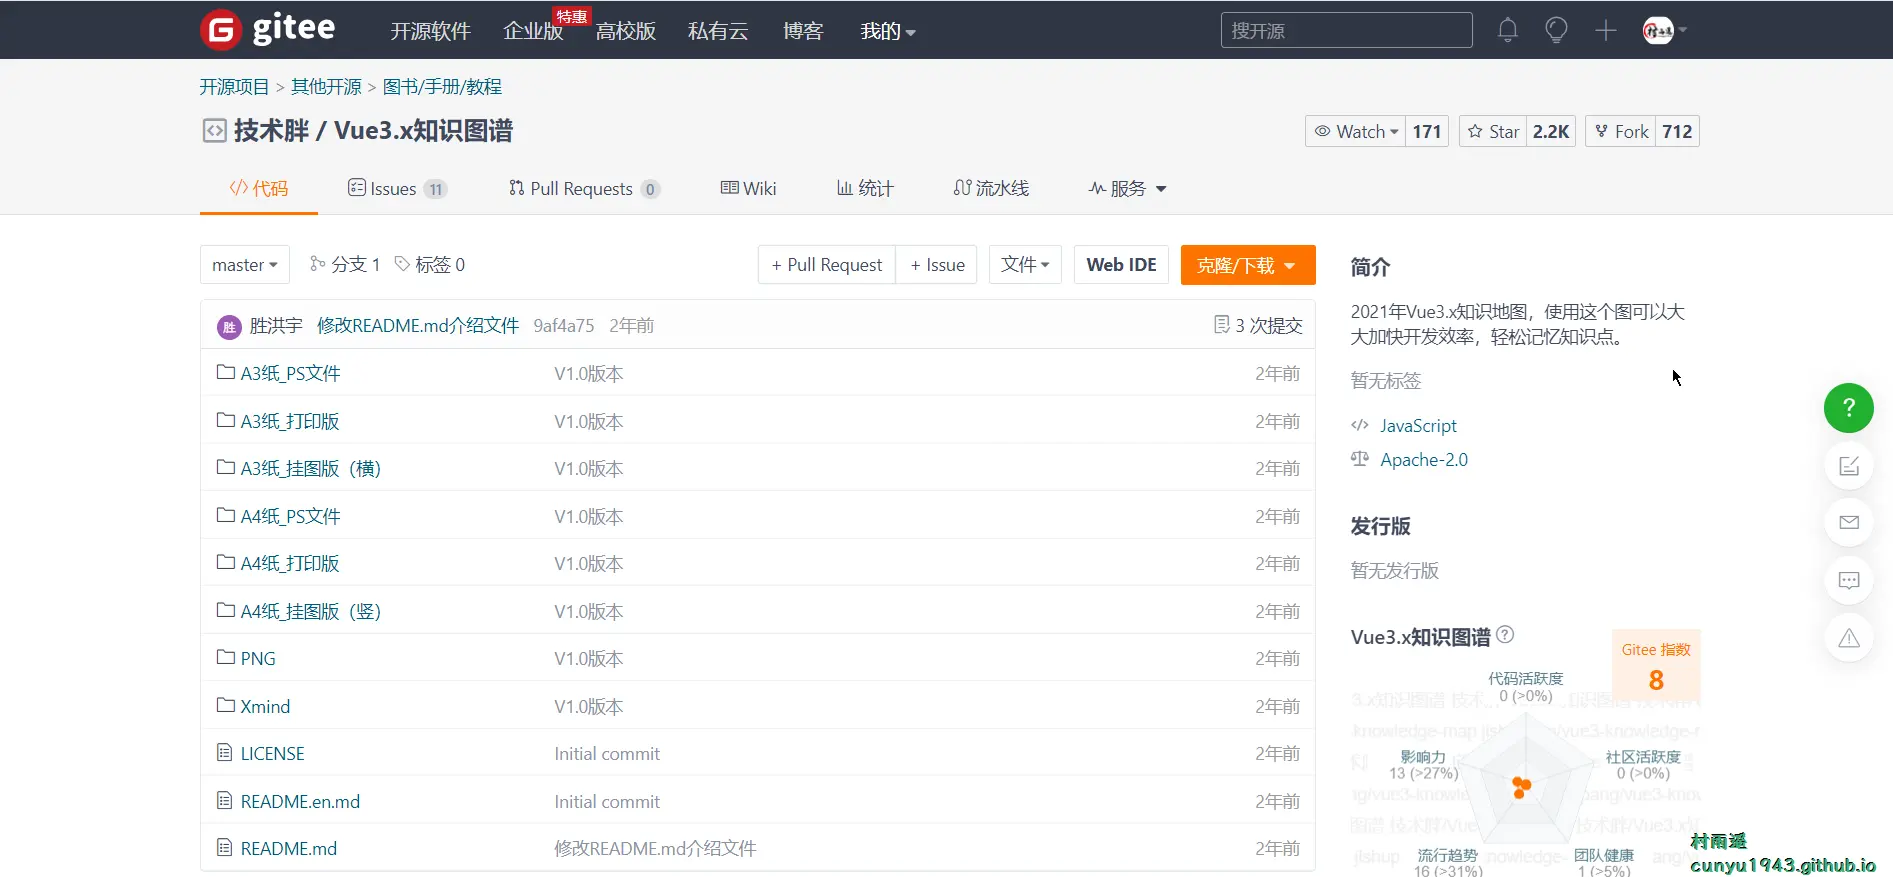 gitee 开源软件 企业版 特惠 高校版 私有云 博客 我的 搜开源
开源项目 > 其他开源 > 图书/手册/教程
技术胖 / Vue3.x知识图谱
Watch 171 Star 2.2K Fork 712
代码 Issues 11 Pull Requests 0 Wiki 统计 流水线 服务
master 分支 1 标签 0 + Pull Request + Issue 文件 Web IDE 克隆/下载
胜 胜洪宇 修改README.md介绍文件 9af4a75 2年前 3 次提交
A3纸_PS文件 V1.0版本 2年前
A3纸_打印版 V1.0版本 2年前
A3纸_挂图版（横） V1.0版本 2年前
A4纸_PS文件 V1.0版本 2年前
A4纸_打印版 V1.0版本 2年前
A4纸_挂图版（竖） V1.0版本 2年前
PNG V1.0版本 2年前
Xmind V1.0版本 2年前
LICENSE Initial commit 2年前
README.en.md Initial commit 2年前
README.md 修改README.md介绍文件 2年前
简介
2021年Vue3.x知识地图，使用这个图可以大
大加快开发效率，轻松记忆知识点。
暂无标签
JavaScript
Apache-2.0
发行版
暂无发行版
Vue3.x知识图谱
Gitee 指数
8
代码活跃度
0 (>0%)
影响力
13 (>27%)
社区活跃度
0 (>0%)
流行趋势
16 (>31%)
团队健康
1 (>5%)
村雨遥
cunyu1943.github.io